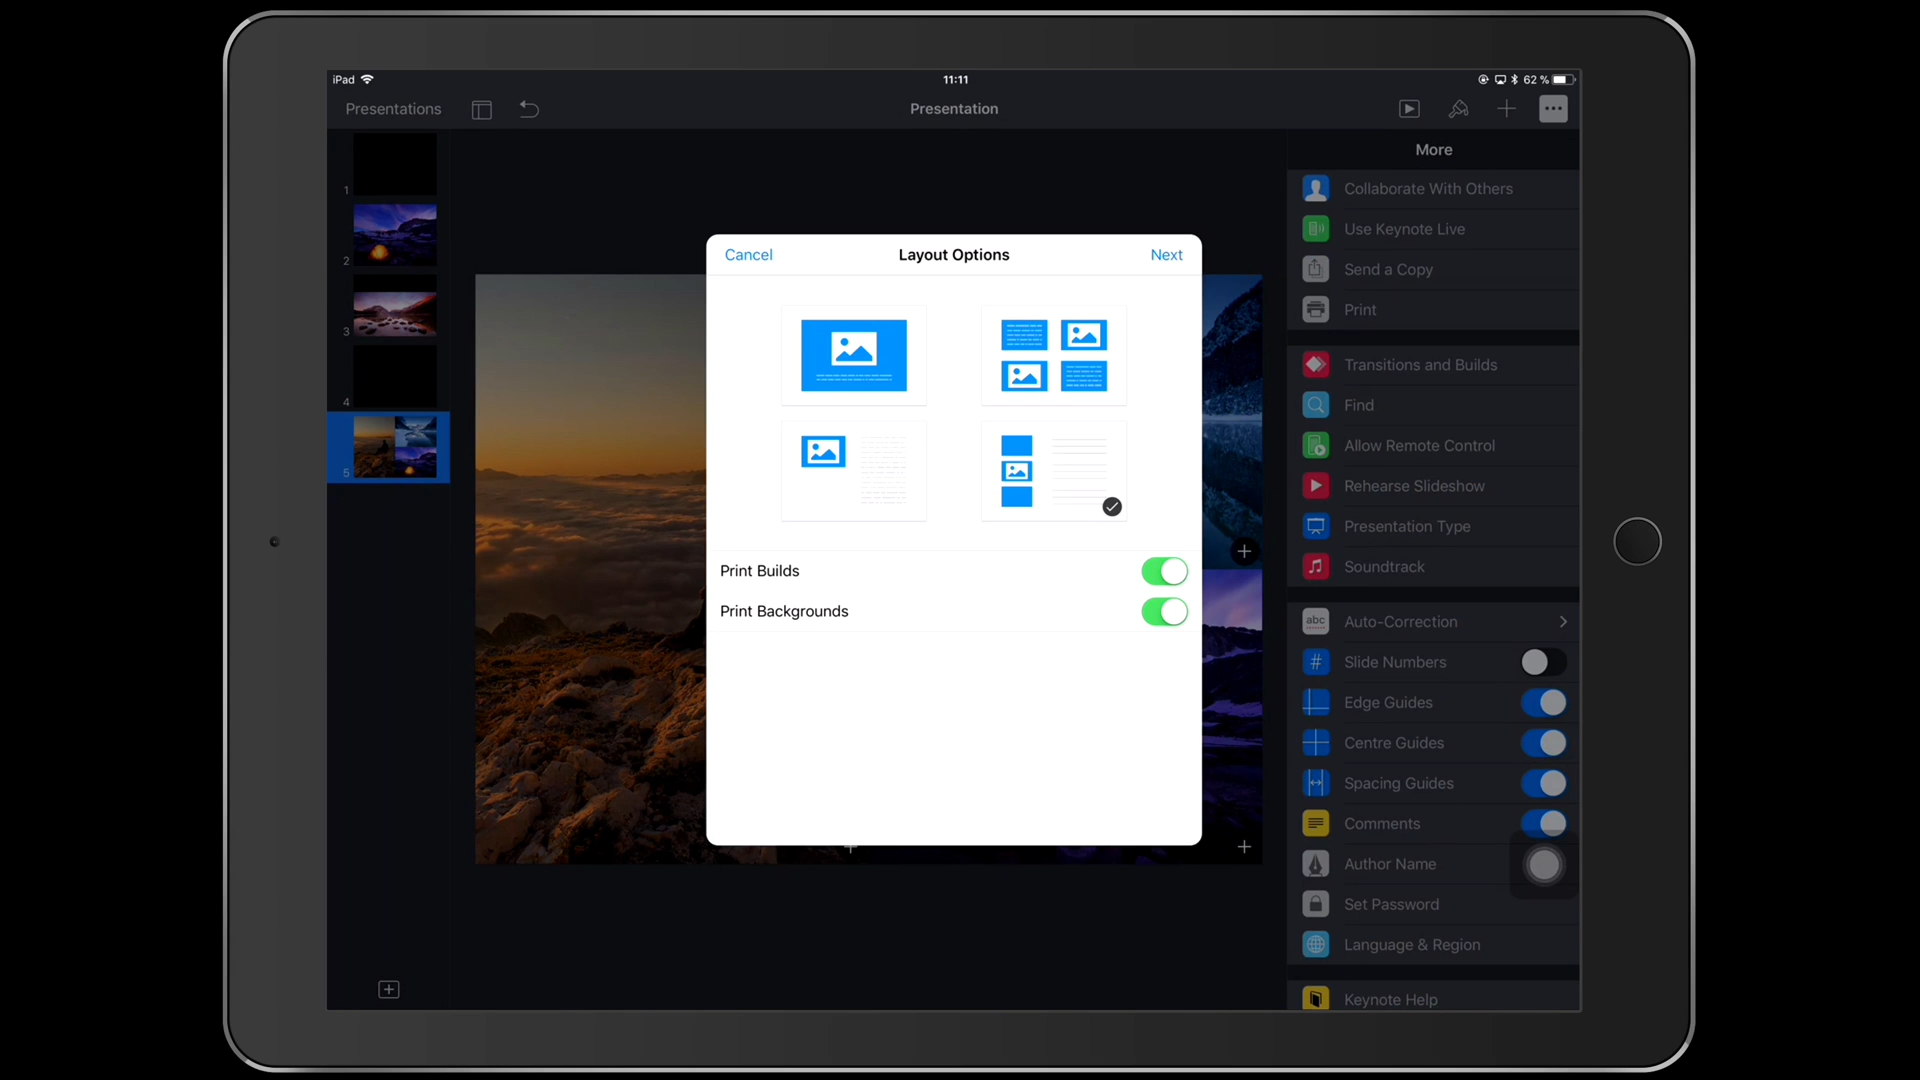 iPad 11:11 62 %
Presentations Presentation
More
1
2
3
4
5
Cancel Layout Options Next
Print Builds
Print Backgrounds
Collaborate With Others
Use Keynote Live
Send a Copy
Print
Transitions and Builds
Find
Allow Remote Control
Rehearse Slideshow
Presentation Type
Soundtrack
abc Auto-Correction
# Slide Numbers
Edge Guides
Centre Guides
Spacing Guides
Comments
Author Name
Set Password
Language & Region
Keynote Help